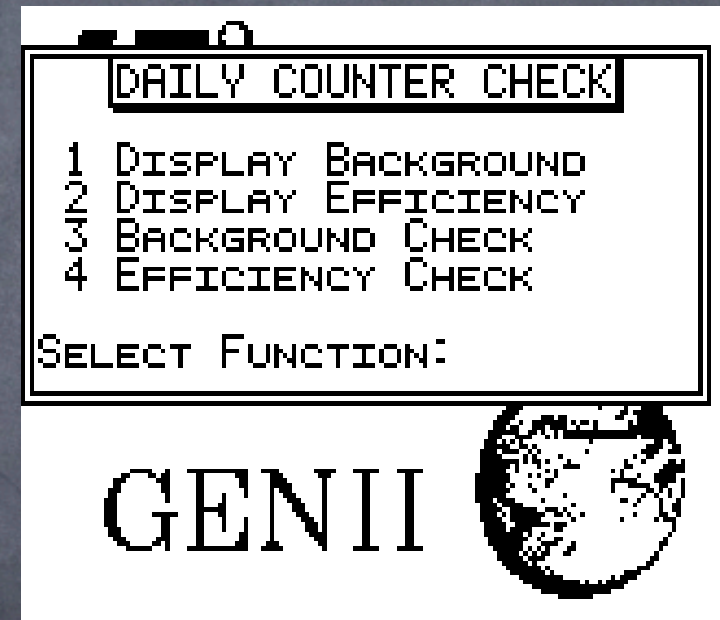 DAILY COUNTER CHECK
1 DISPLAY BACKGROUND
2 DISPLAY EFFICIENCY
3 BACKGROUND CHECK
4 EFFICIENCY CHECK
SELECT FUNCTION:
GENII